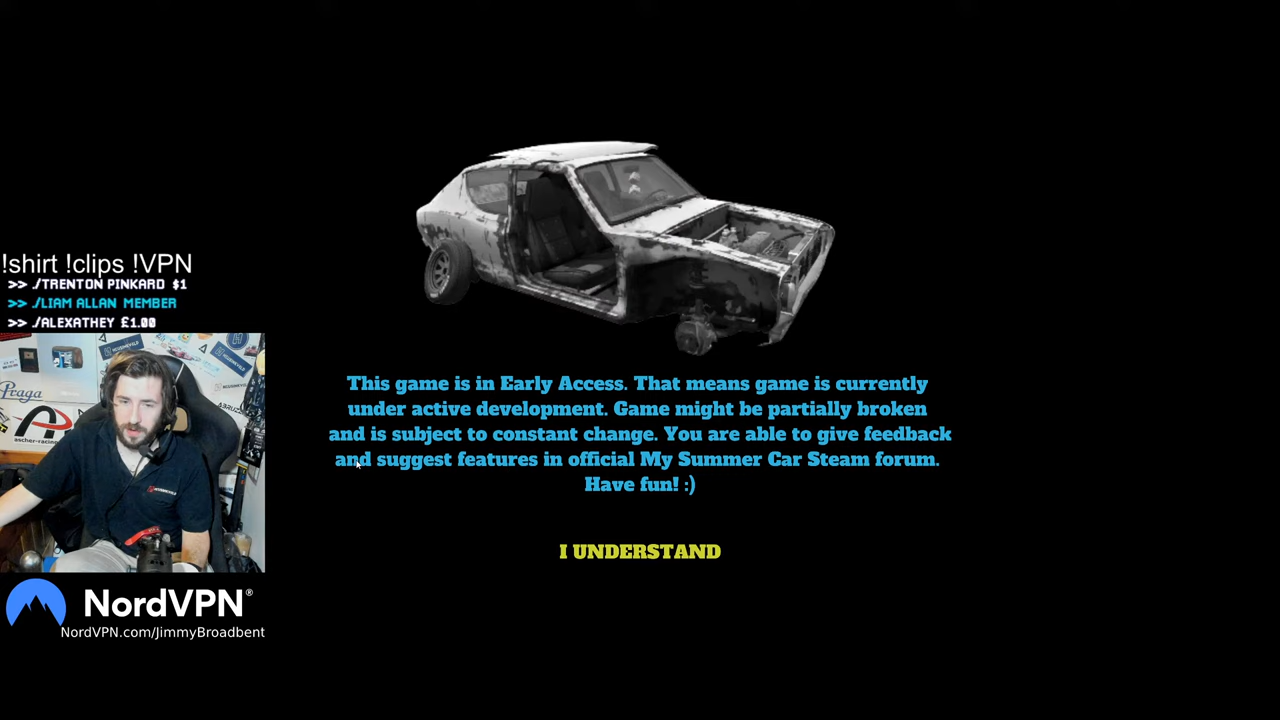 !shirt !clips !VPN
>> ./TRENTON PINKARD $1
>> ./LIAM ALLAN MEMBER
>> ./ALEXATHEY £1.00
Praga
ascher-racing
NordVPN®
NordVPN.com/JimmyBroadbent
This game is in Early Access. That means game is currently
under active development. Game might be partially broken
and is subject to constant change. You are able to give feedback
and suggest features in official My Summer Car Steam forum.
Have fun! :)
I UNDERSTAND